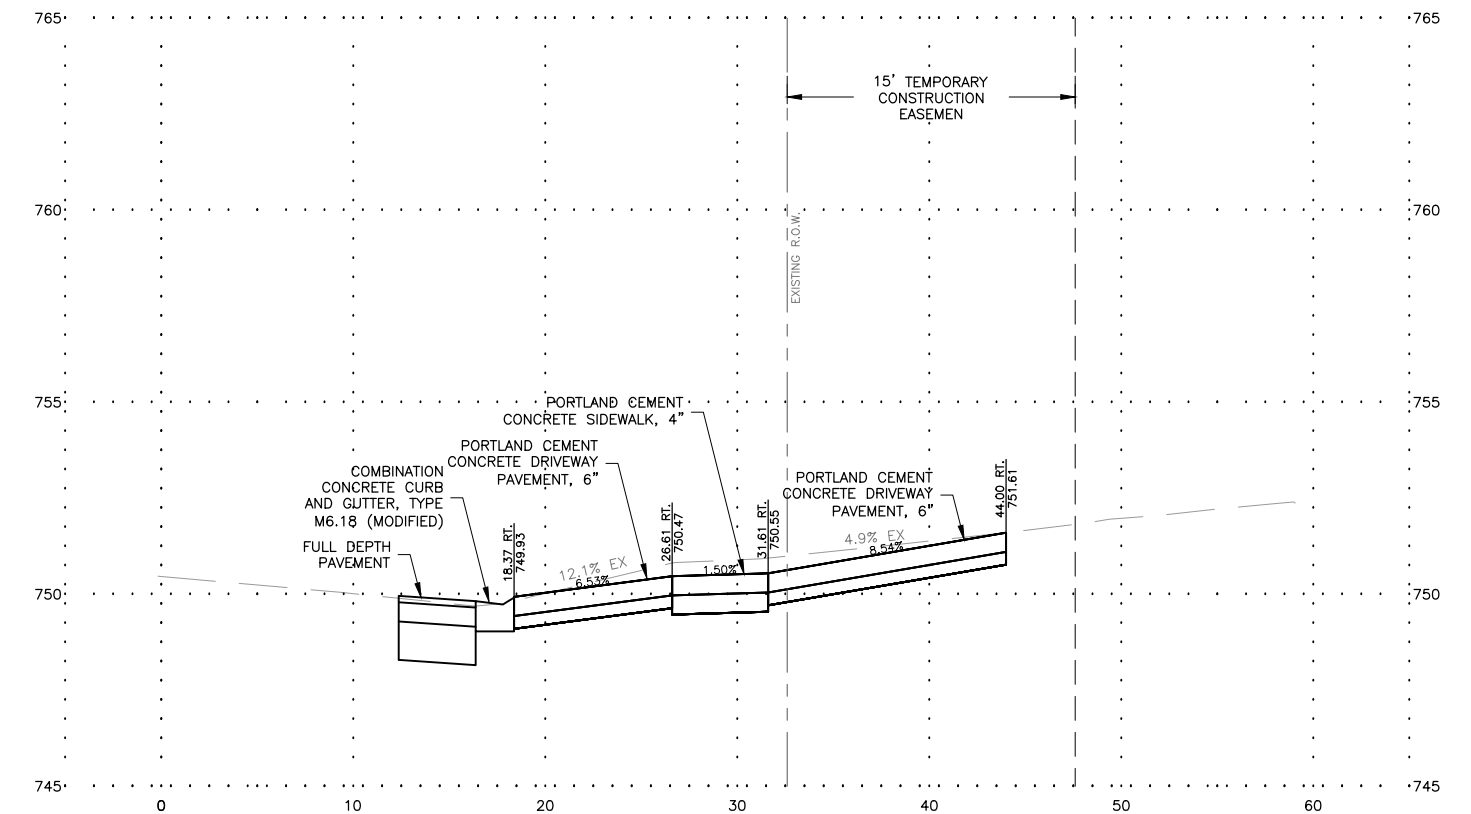 765
765
15' TEMPORARY
CONSTRUCTION
EASEMEN
760
760
EXISTING R.O.W.
755
755
PORTLAND CEMENT
CONCRETE SIDEWALK, 4"
PORTLAND CEMENT
CONCRETE DRIVEWAY
PAVEMENT, 6"
COMBINATION
CONCRETE CURB
AND GUTTER, TYPE
M6.18 (MODIFIED)
FULL DEPTH
PAVEMENT
PORTLAND CEMENT
CONCRETE DRIVEWAY
PAVEMENT, 6"
18.37 RT.
749.93
26.61 RT.
750.47
31.61 RT.
750.55
44.00 RT.
751.61
12.1% EX
6.53%
1.50%
4.9% EX
8.54%
750
750
745
745
0
10
20
30
40
50
60